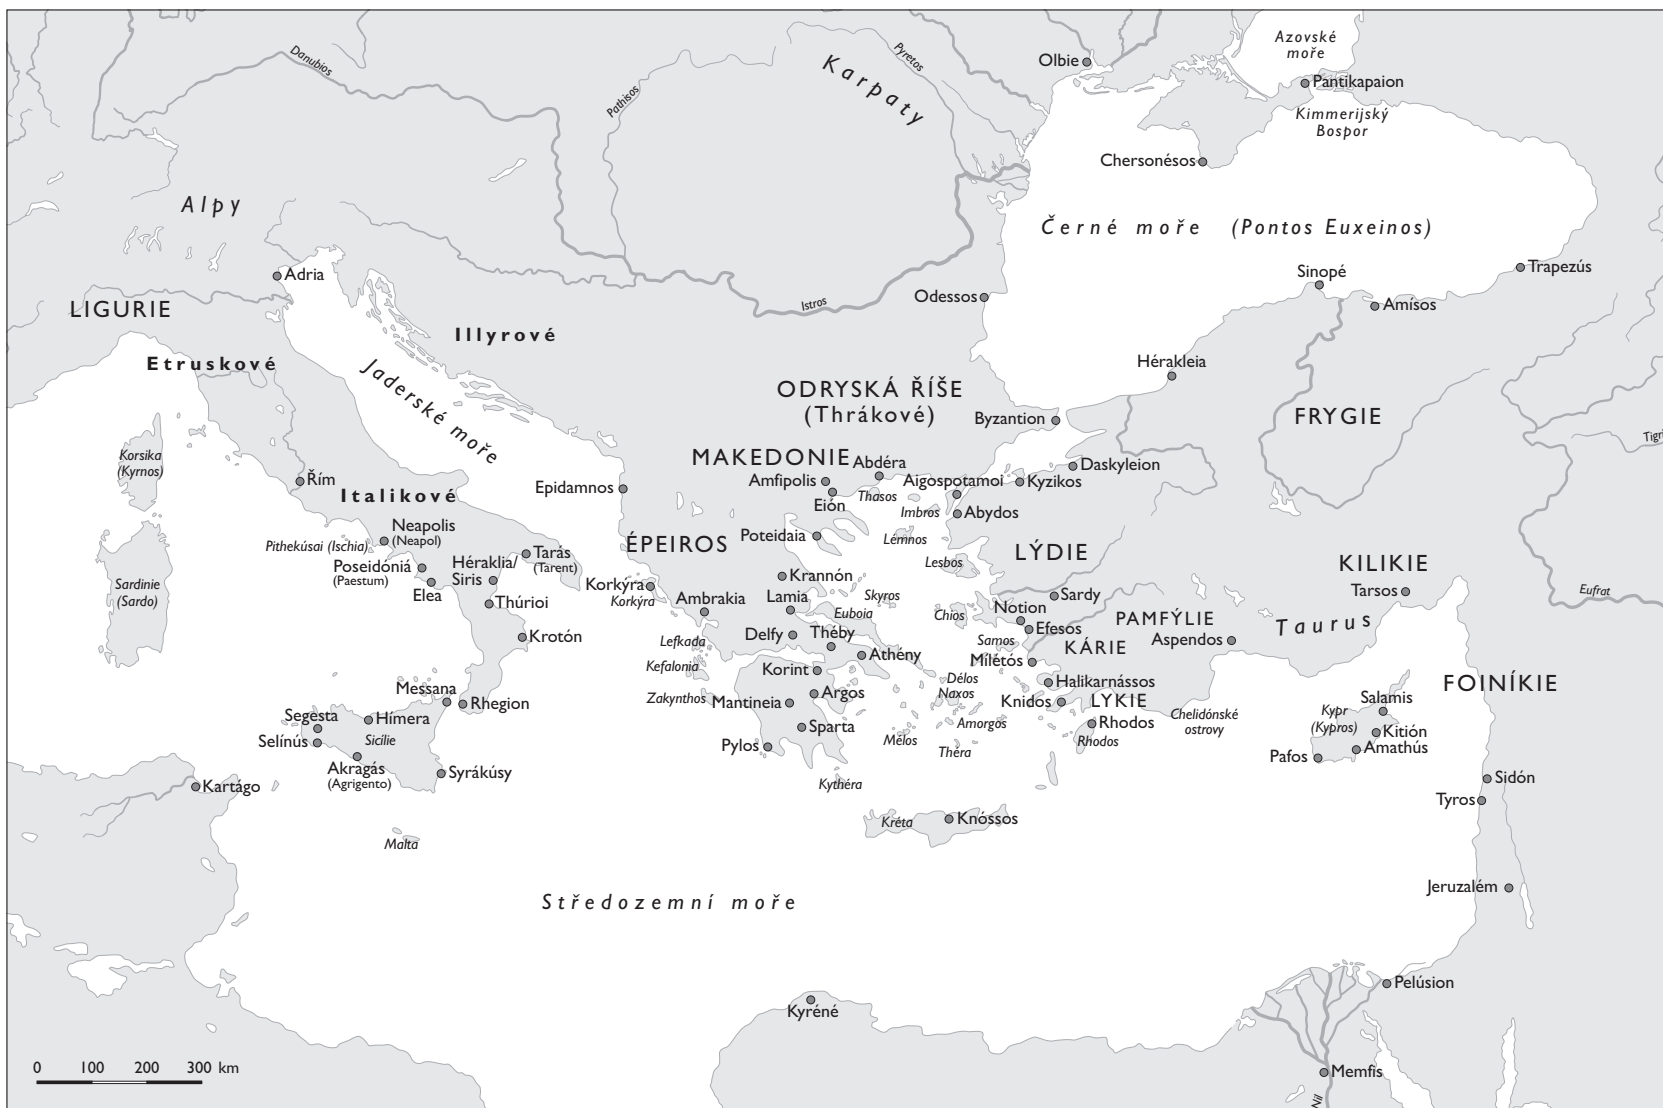 Azovské
moře
Danubios
Pyretos
Olbie
Karpaty
Pantikapaion
Pathisos
Kimmerijský
Bospor
Chersonésos
Alpy
Černé moře (Pontos Euxeinos)
Adria
Sinopé
Trapezús
LIGURIE
Istros
Odessos
Amísos
Illyrové
Etruskové
Jaderské moře
Hérakleia
ODRYSKÁ ŘÍŠE
(Thrákové)
Byzantion
FRYGIE
Tigri
Korsika
(Kyrnos)
MAKEDONIE
Abdéra
Daskyleion
Řím
Italikové
Epidamnos
Amfipolis
Aigospotamoi
Kyzikos
Thasos
Eión
Imbros
Abydos
Neapolis
(Neapol)
Pithekúsai (Ischia)
ÉPEIROS
Poteidaia
Lémnos
LÝDIE
Tarás
(Tarent)
Héraklia/
Siris
Poseidóniá
(Paestum)
Elea
Lesbos
KILIKIE
Tarsos
Eufrat
Sardinie
(Sardo)
Krannón
Korkýra
Korkýra
Thúrioi
Ambrakia
Lamia
Skyros
Euboia
Chios
Notion
Sardy
Efesos
PAMFÝLIE
Aspendos
Taurus
Krotón
Lefkada
Delfy
Théby
Athény
Samos
KÁRIE
Milétós
Kefalonia
Korint
Délos
Naxos
Halikarnássos
FOINÍKIE
Messana
Rhegion
Zakynthos
Mantineia
Argos
Knidos
LÝKIE
Salamis
Segesta
Hímera
Sicílie
Selínús
Sparta
Amorgos
Rhodos
Rhodos
Chelidónské
ostrovy
Kypr
(Kypros)
Kitión
Amathús
Pafos
Pylos
Mélos
Théra
Akragás
(Agrigento)
Syrákúsy
Kythéra
Kartágo
Sidón
Tyros
Kréta
Knóssos
Malta
Jeruzalém
Středozemní moře
Pelúsion
Kyréné
0 100 200 300 km
Memfis
Nil